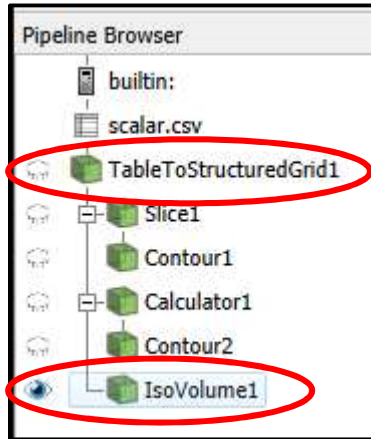 Pipeline Browser
builtin:
scalar.csv
TableToStructuredGrid1
Slice1
Contour1
Calculator1
Contour2
IsoVolume1